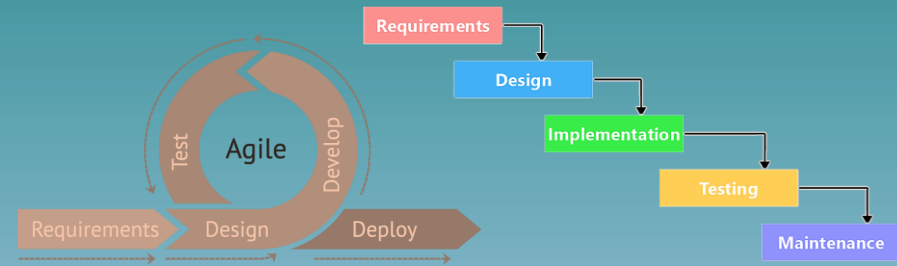 Requirements
Design
Implementation
Testing
Maintenance
Agile
Test
Develop
Requirements
Design
Deploy